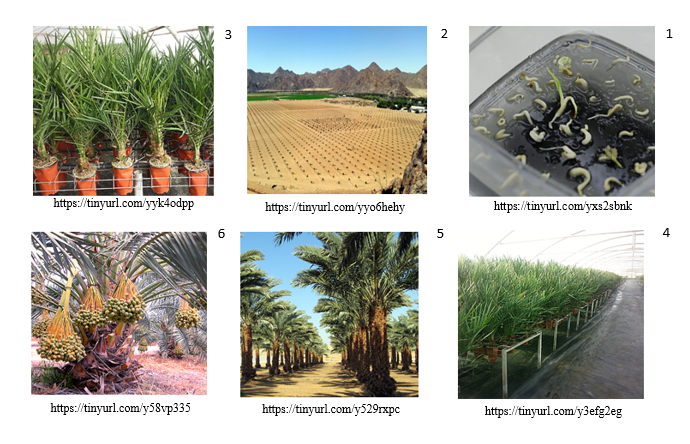 3
2
1
https://tinyurl.com/yyk4odpp
https://tinyurl.com/yyo6hehy
https://tinyurl.com/yxs2sbnk
6
5
4
https://tinyurl.com/y58vp335
https://tinyurl.com/y529rxpc
https://tinyurl.com/y3efg2eg